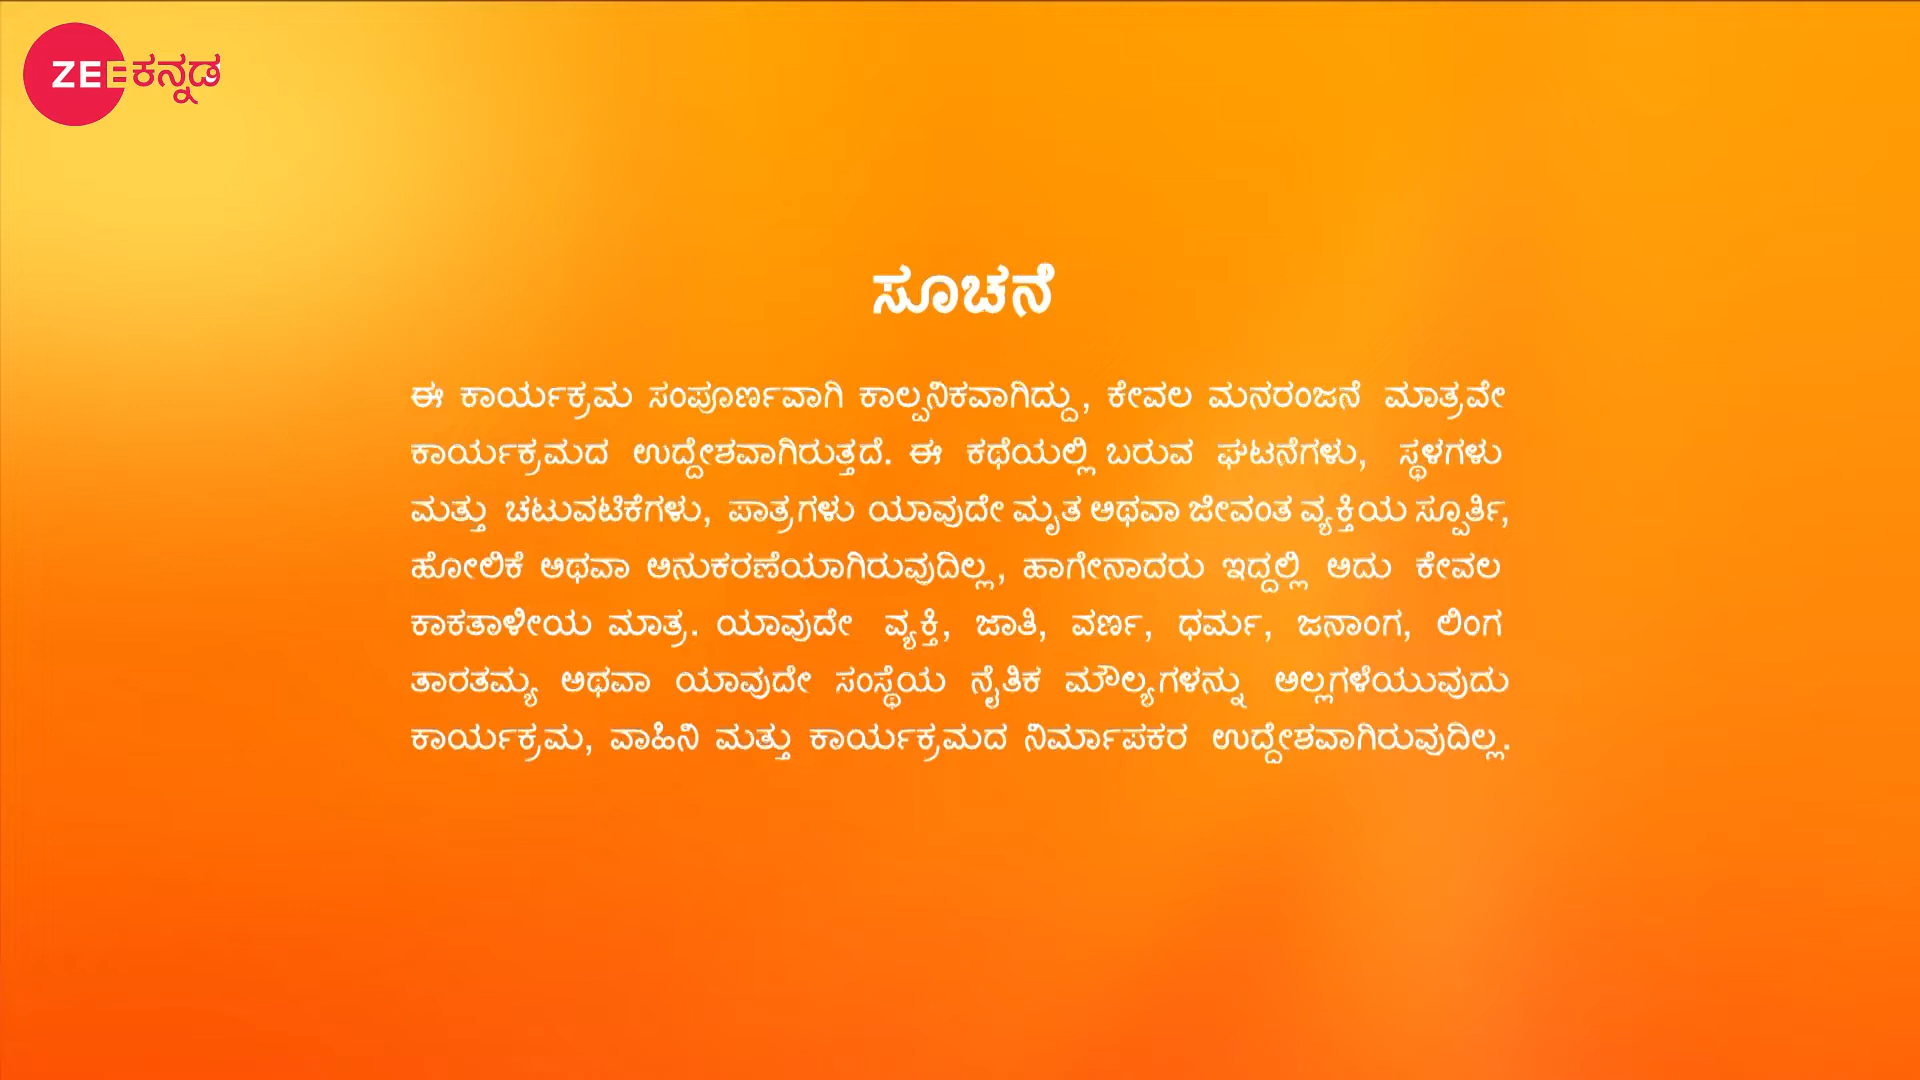 ZEE ಕನ್ನಡ
ಸೂಚನೆ
ಈ ಕಾರ್ಯಕ್ರಮ ಸಂಪೂರ್ಣವಾಗಿ ಕಾಲ್ಪನಿಕವಾಗಿದ್ದು, ಕೇವಲ ಮನರಂಜನೆ ಮಾತ್ರವೇ
ಕಾರ್ಯಕ್ರಮದ ಉದ್ದೇಶವಾಗಿರುತ್ತದೆ. ಈ ಕಥೆಯಲ್ಲಿ ಬರುವ ಘಟನೆಗಳು, ಸ್ಥಳಗಳು
ಮತ್ತು ಚಟುವಟಿಕೆಗಳು, ಪಾತ್ರಗಳು ಯಾವುದೇ ಮೃತ ಅಥವಾ ಜೀವಂತ ವ್ಯಕ್ತಿಯ ಸ್ಪೂರ್ತಿ,
ಹೋಲಿಕೆ ಅಥವಾ ಅನುಕರಣೆಯಾಗಿರುವುದಿಲ್ಲ, ಹಾಗೇನಾದರು ಇದ್ದಲ್ಲಿ ಅದು ಕೇವಲ
ಕಾಕತಾಳೀಯ ಮಾತ್ರ. ಯಾವುದೇ ವ್ಯಕ್ತಿ, ಜಾತಿ, ವರ್ಣ, ಧರ್ಮ, ಜನಾಂಗ, ಲಿಂಗ
ತಾರತಮ್ಯ ಅಥವಾ ಯಾವುದೇ ಸಂಸ್ಥೆಯ ನೈತಿಕ ಮೌಲ್ಯಗಳನ್ನು ಅಲ್ಲಗಳೆಯುವುದು
ಕಾರ್ಯಕ್ರಮ, ವಾಹಿನಿ ಮತ್ತು ಕಾರ್ಯಕ್ರಮದ ನಿರ್ಮಾಪಕರ ಉದ್ದೇಶವಾಗಿರುವುದಿಲ್ಲ.